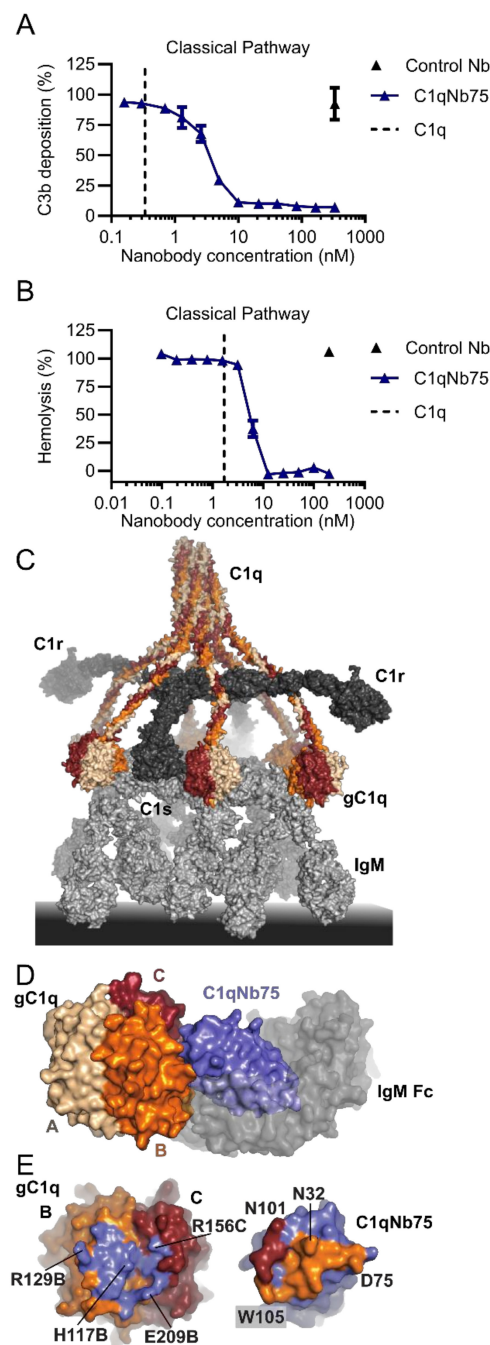 A
Classical Pathway
C3b deposition (%)
125
100
75
50
25
0
0.1
1
10
100
1000
Nanobody concentration (nM)
Control Nb
C1qNb75
C1q
B
Classical Pathway
Hemolysis (%)
125
100
75
50
25
0
0.01
0.1
1
10
100
1000
Nanobody concentration (nM)
Control Nb
C1qNb75
C1q
C
C1q
C1r
C1r
C1s
gC1q
IgM
D
gC1q
C
C1qNb75
IgM Fc
A
B
E
gC1q
B
C
R156C
R129B
H117B
E209B
N101
N32
C1qNb75
D75
W105